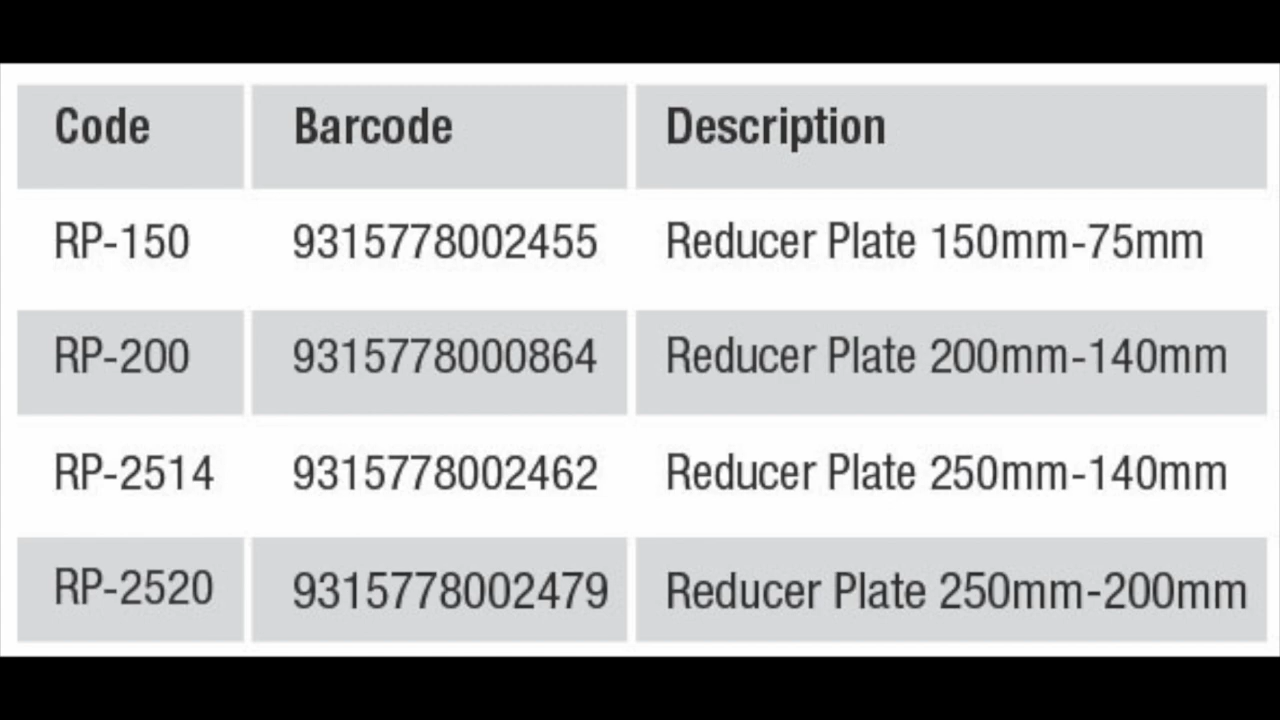 Code Barcode Description
RP-150 9315778002455 Reducer Plate 150mm-75mm
RP-200 9315778000864 Reducer Plate 200mm-140mm
RP-2514 9315778002462 Reducer Plate 250mm-140mm
RP-2520 9315778002479 Reducer Plate 250mm-200mm